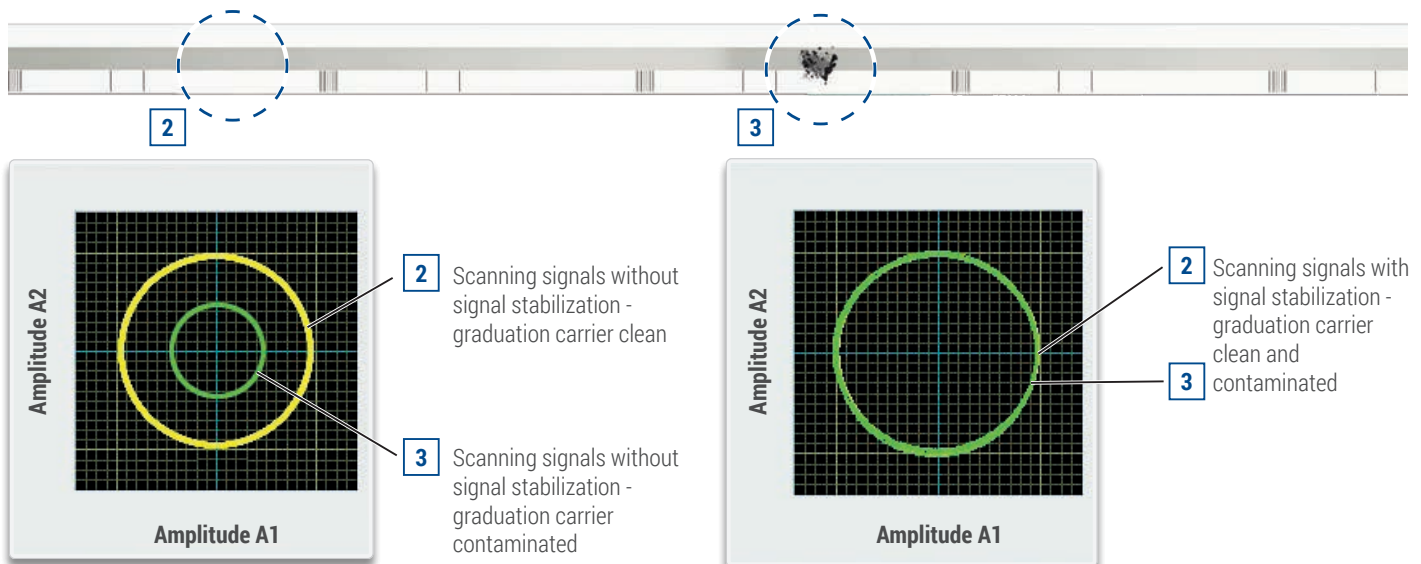 2
3
Amplitude A2
Amplitude A1
2
Scanning signals without
signal stabilization -
graduation carrier clean
3
Scanning signals without
signal stabilization -
graduation carrier
contaminated
Amplitude A2
Amplitude A1
2
Scanning signals with
signal stabilization -
graduation carrier
clean and
3
contaminated